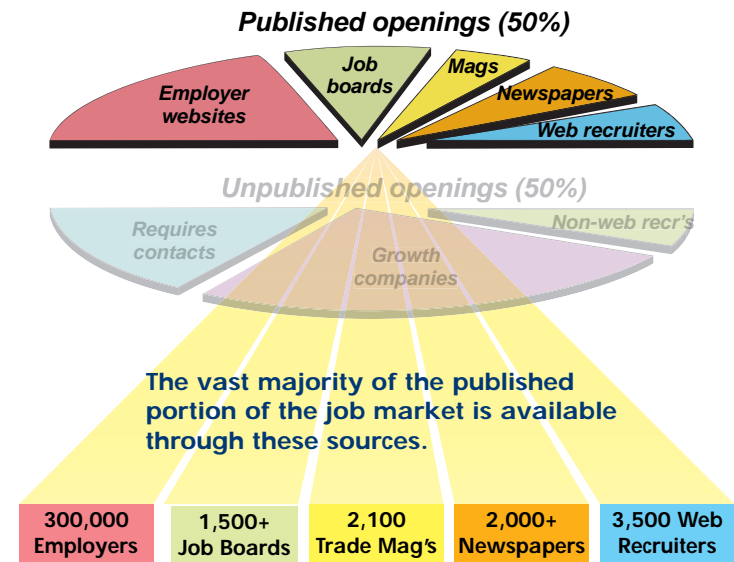 Published openings (50%)
Employer
websites
Job
boards
Mags
Newspapers
Web recruiters
Unpublished openings (50%)
Requires
contacts
Growth
companies
Non-web recr's
The vast majority of the published
portion of the job market is available
through these sources.
300,000
Employers
1,500+
Job Boards
2,100
Trade Mag's
2,000+
Newspapers
3,500 Web
Recruiters